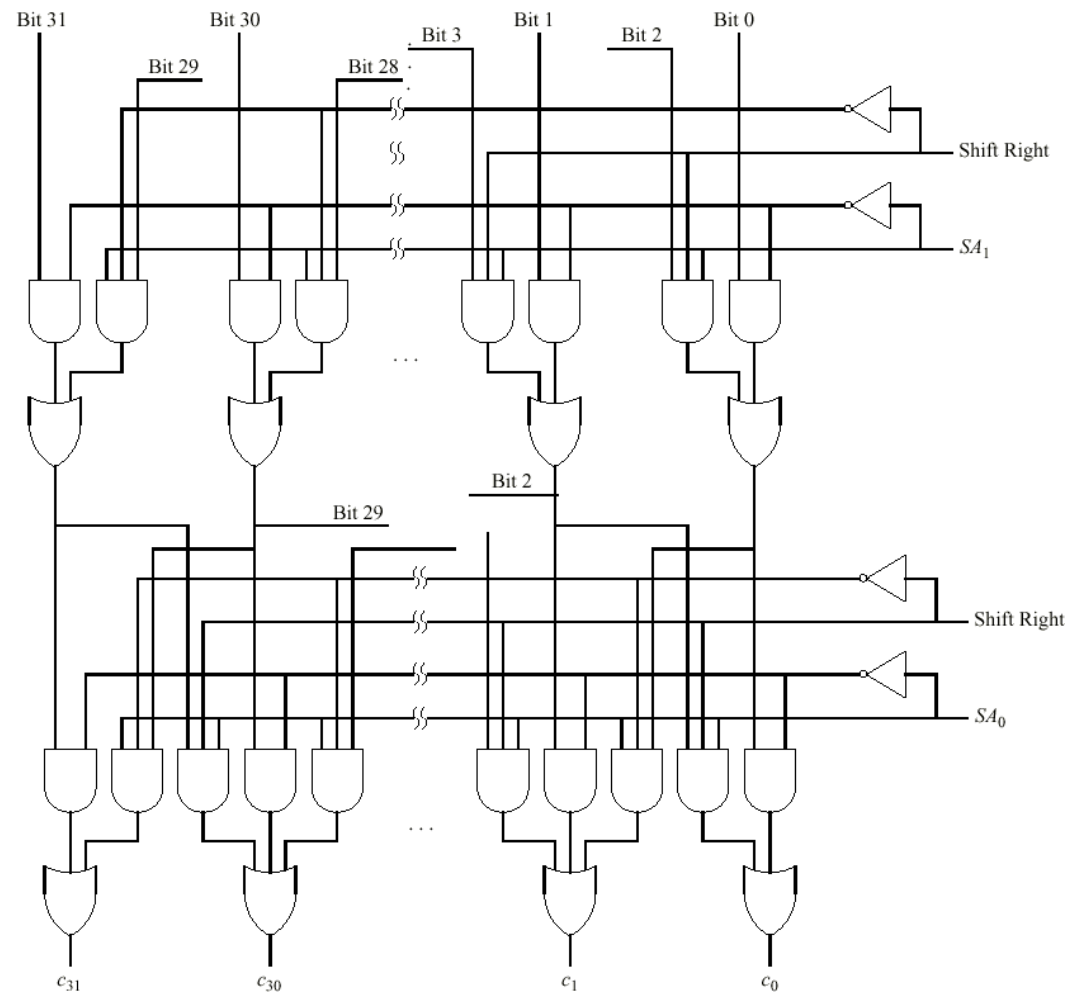 Bit 31
Bit 30
Bit 3
Bit 1
Bit 2
Bit 0
Bit 29
Bit 28
Shift Right
SA1
. . .
Bit 2
Bit 29
Shift Right
SA0
. . .
c31
c30
c1
c0